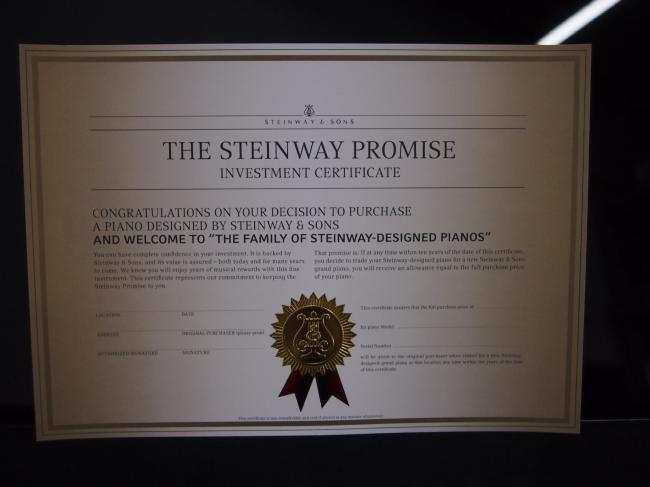 STEINWAY & SONS
THE STEINWAY PROMISE
INVESTMENT CERTIFICATE
CONGRATULATIONS ON YOUR DECISION TO PURCHASE
A PIANO DESIGNED BY STEINWAY & SONS
AND WELCOME TO "THE FAMILY OF STEINWAY-DESIGNED PIANOS"
You can have complete confidence in your investment. It is backed by
Steinway & Sons, and its value is assured – both today and for many years
to come. We know you will enjoy years of musical rewards with this fine
instrument. This certificate represents our commitment to keeping the
Steinway Promise to you.
That promise is: If at any time within ten years of the date of this certificate,
you decide to trade your Steinway-designed piano for a new Steinway & Sons
grand piano, you will receive an allowance equal to the full purchase price
of your piano.
LOCATION
DATE
ADDRESS
ORIGINAL PURCHASER (please print)
AUTHORIZED SIGNATURE
SIGNATURE
This certificate assures that the full purchase price of
for piano Model
Serial Number
will be given to the original purchaser when traded for a new Steinway-
designed grand piano at this location any time within ten years of the date
of this certificate.
This certificate is non-transferable and void if altered in any manner whatsoever.